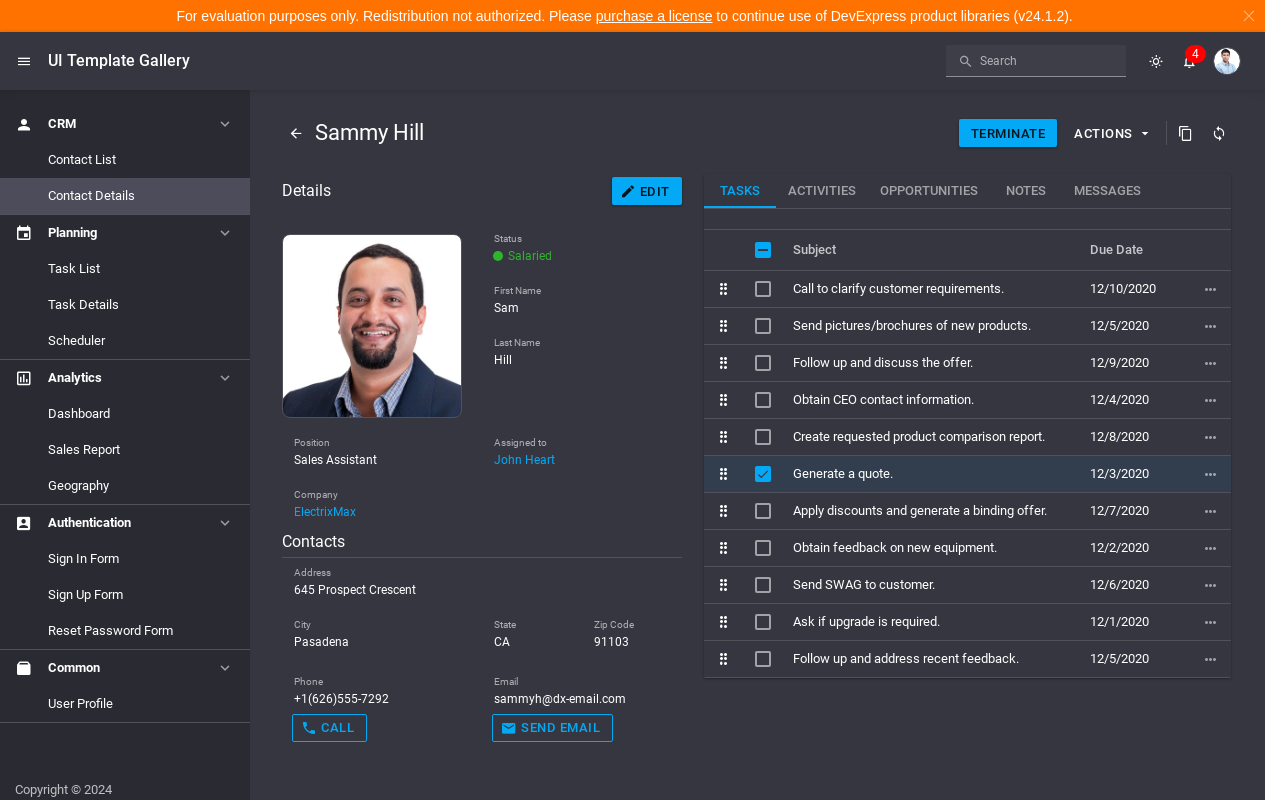 For evaluation purposes only. Redistribution not authorized. Please purchase a license to continue use of DevExpress product libraries (v24.1.2).
UI Template Gallery
Search
4
CRM
Contact List
Contact Details
Planning
Task List
Task Details
Scheduler
Analytics
Dashboard
Sales Report
Geography
Authentication
Sign In Form
Sign Up Form
Reset Password Form
Common
User Profile
Copyright © 2024
Sammy Hill
TERMINATE
ACTIONS
Details
EDIT
Status
Salaried
First Name
Sam
Last Name
Hill
Position
Sales Assistant
Assigned to
John Heart
Company
ElectrixMax
Contacts
Address
645 Prospect Crescent
City
Pasadena
State
CA
Zip Code
91103
Phone
+1(626)555-7292
Email
sammyh@dx-email.com
CALL
SEND EMAIL
TASKS ACTIVITIES OPPORTUNITIES NOTES MESSAGES
Subject Due Date
Call to clarify customer requirements. 12/10/2020
Send pictures/brochures of new products. 12/5/2020
Follow up and discuss the offer. 12/9/2020
Obtain CEO contact information. 12/4/2020
Create requested product comparison report. 12/8/2020
Generate a quote. 12/3/2020
Apply discounts and generate a binding offer. 12/7/2020
Obtain feedback on new equipment. 12/2/2020
Send SWAG to customer. 12/6/2020
Ask if upgrade is required. 12/1/2020
Follow up and address recent feedback. 12/5/2020